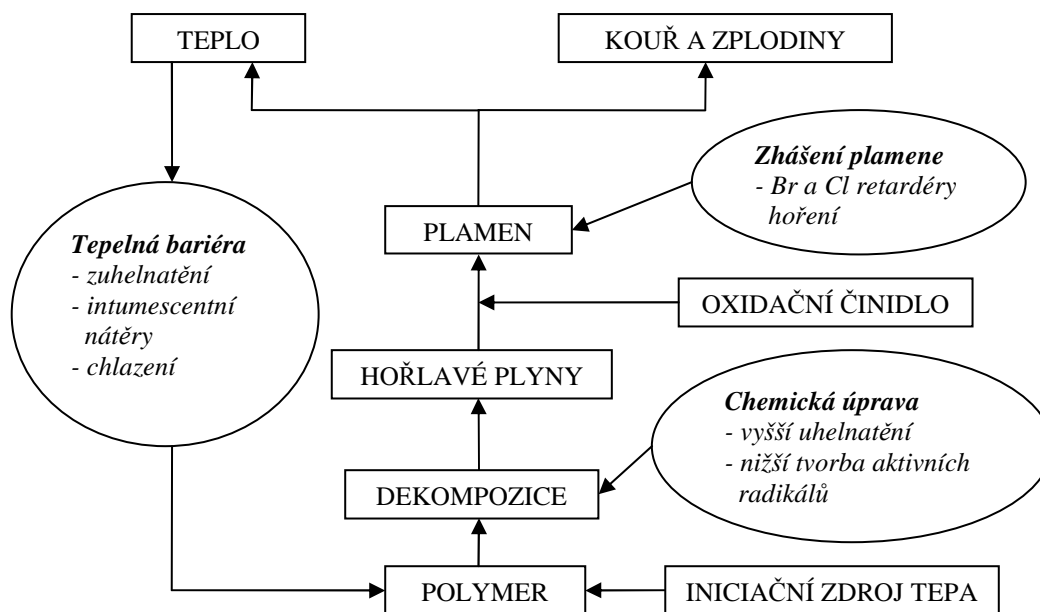 TEPLO
KOUŘ A ZPLODINY
Zhášení plamene
- Br a Cl retardéry
hoření
PLAMEN
Tepelná bariéra
- zuhelnatění
- intumescentní
nátěry
- chlazení
OXIDAČNÍ ČINIDLO
HOŘLAVÉ PLYNY
Chemická úprava
- vyšší uhelnatění
- nižší tvorba aktivních
radikálů
DEKOMPOZICE
POLYMER
INICIAČNÍ ZDROJ TEPA